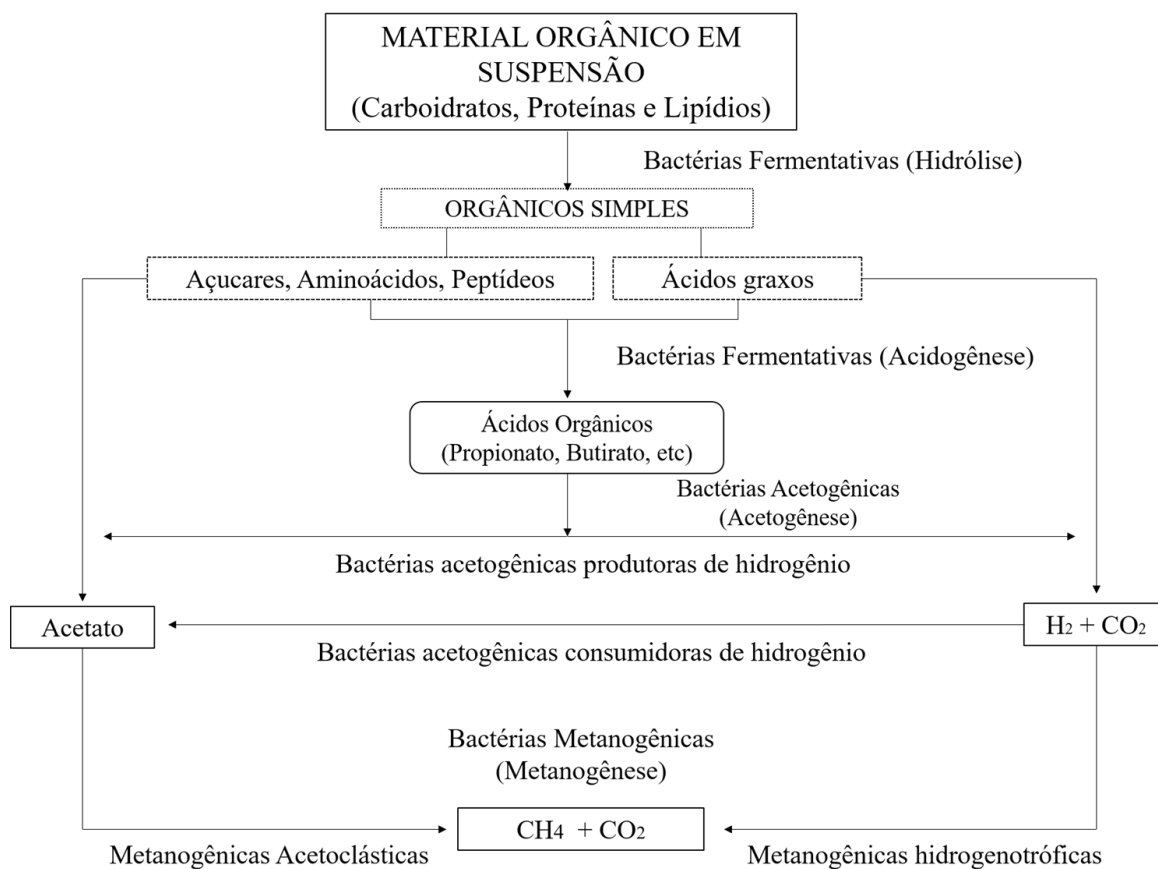 MATERIAL ORGÂNICO EM
SUSPENSÃO
(Carboidratos, Proteínas e Lipídios)
Bactérias Fermentativas (Hidrólise)
ORGÂNICOS SIMPLES
Açucares, Aminoácidos, Peptídeos
Ácidos graxos
Bactérias Fermentativas (Acidogênese)
Ácidos Orgânicos
(Propionato, Butirato, etc)
Bactérias Acetogênicas
(Acetogênese)
Bactérias acetogênicas produtoras de hidrogênio
Acetato
H2 + CO2
Bactérias acetogênicas consumidoras de hidrogênio
Bactérias Metanogênicas
(Metanogênese)
CH4 + CO2
Metanogênicas Acetoclásticas
Metanogênicas hidrogenotróficas